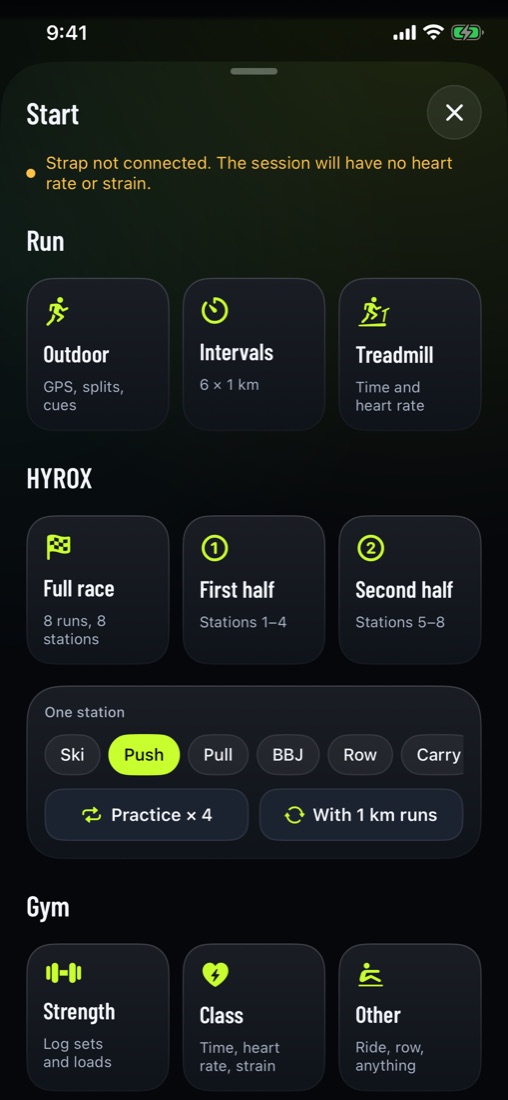 9:41
Start
Strap not connected. The session will have no heart
rate or strain.
Run
Outdoor
GPS, splits,
cues
Intervals
6 × 1 km
Treadmill
Time and
heart rate
HYROX
Full race
8 runs, 8
stations
1
First half
Stations 1–4
2
Second half
Stations 5–8
One station
Ski
Push
Pull
BBJ
Row
Carry
Practice × 4
With 1 km runs
Gym
Strength
Log sets
and loads
Class
Time, heart
rate, strain
Other
Ride, row,
anything